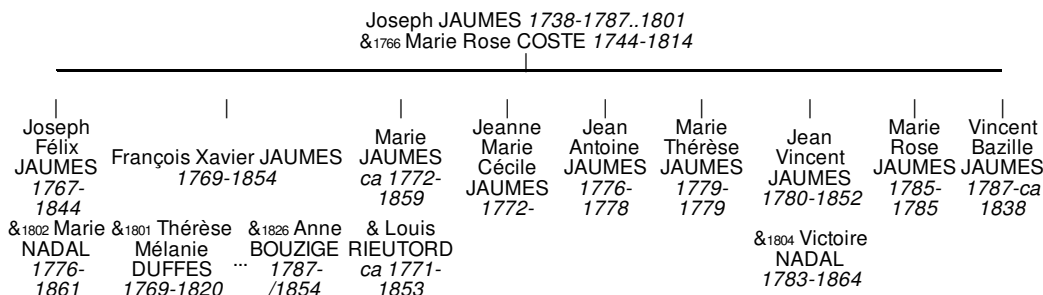 Joseph JAUMES 1738-1787..1801
&1766 Marie Rose COSTE 1744-1814
Joseph
Félix
JAUMES
1767-
1844
&1802 Marie
NADAL
1776-
1861
François Xavier JAUMES
1769-1854
&1801 Thérèse
Mélanie
DUFFES
1769-1820
...
&1826 Anne
BOUZIGE
1787-
/1854
Marie
JAUMES
ca 1772-
1859
& Louis
RIEUTORD
ca 1771-
1853
Jeanne
Marie
Cécile
JAUMES
1772-
Jean
Antoine
JAUMES
1776-
1778
Marie
Thérèse
JAUMES
1779-
1779
Jean
Vincent
JAUMES
1780-1852
&1804 Victoire
NADAL
1783-1864
Marie
Rose
JAUMES
1785-
1785
Vincent
Bazille
JAUMES
1787-ca
1838